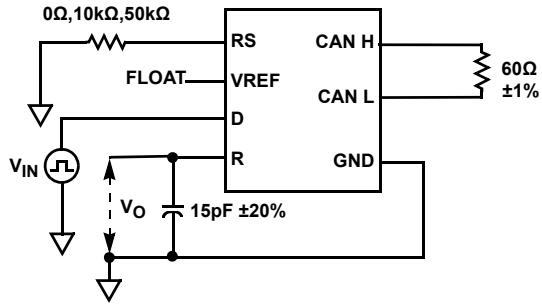 0Ω,10kΩ,50kΩ
RS
CAN H
FLOAT
VREF
60Ω
±1%
CAN L
D
VIN
R
GND
VO
15pF ±20%